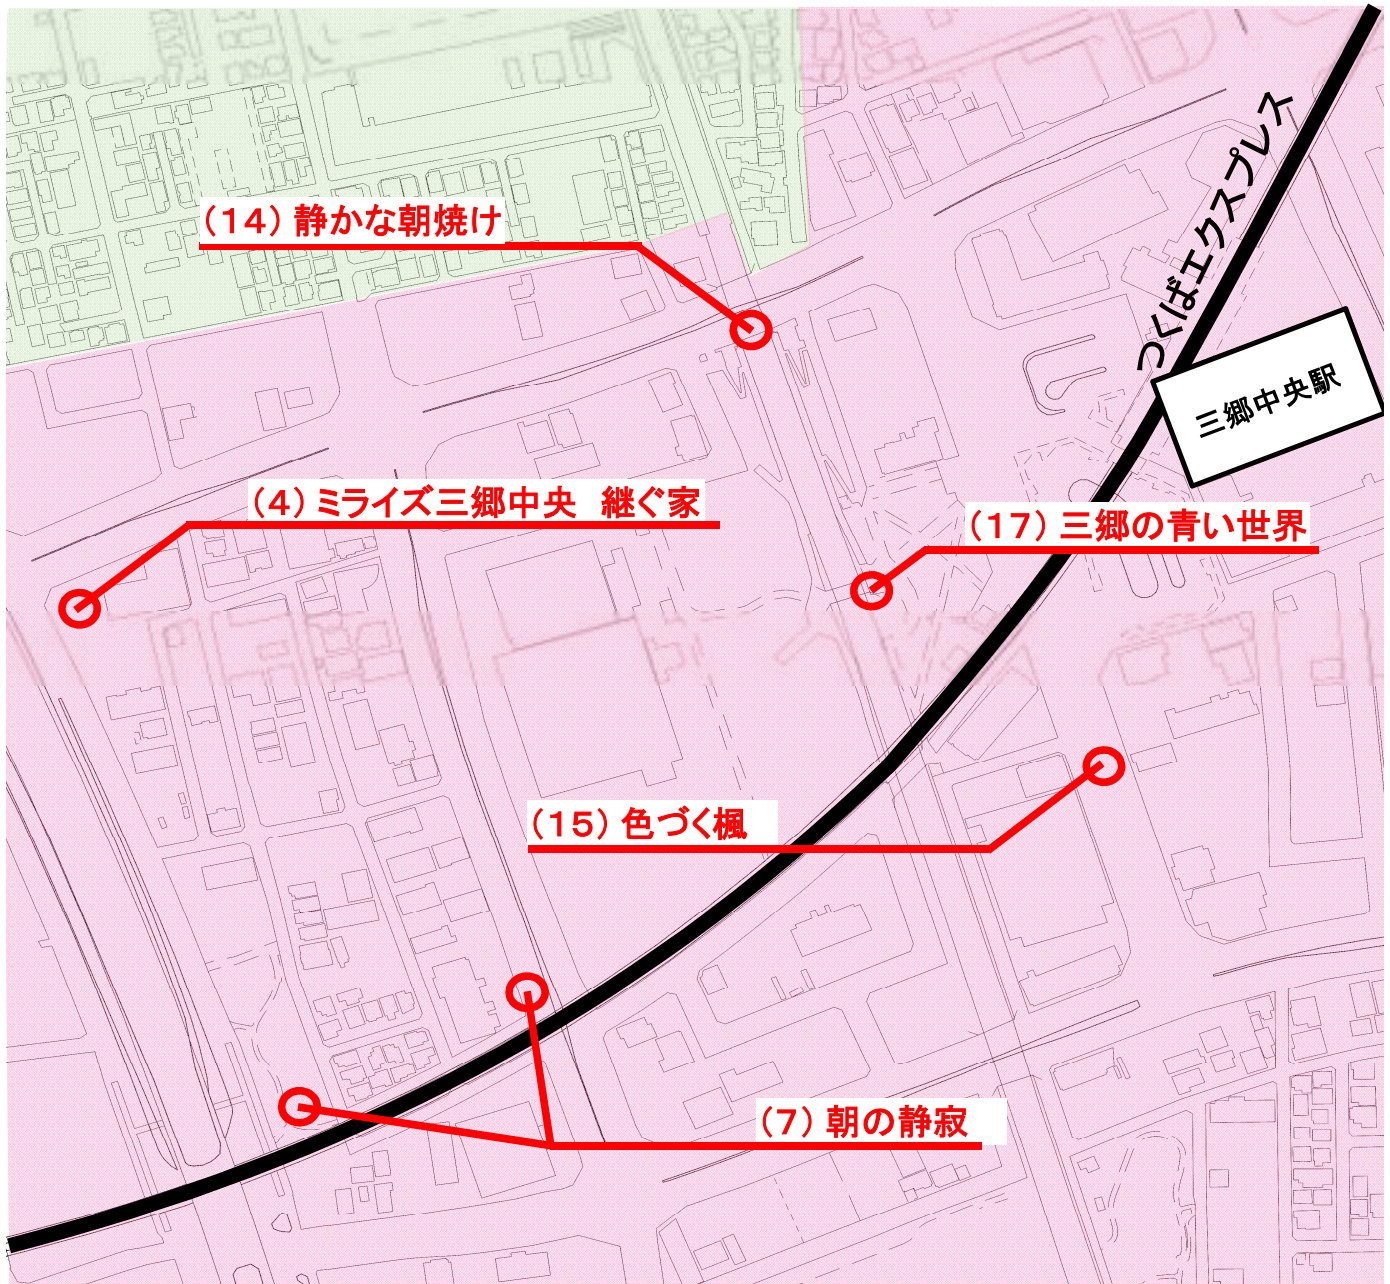 つくばエクスプレス
（14）静かな朝焼け
三郷中央駅
（4）ミライズ三郷中央　継ぐ家
（17）三郷の青い世界
（15）色づく楓
（7）朝の静寂